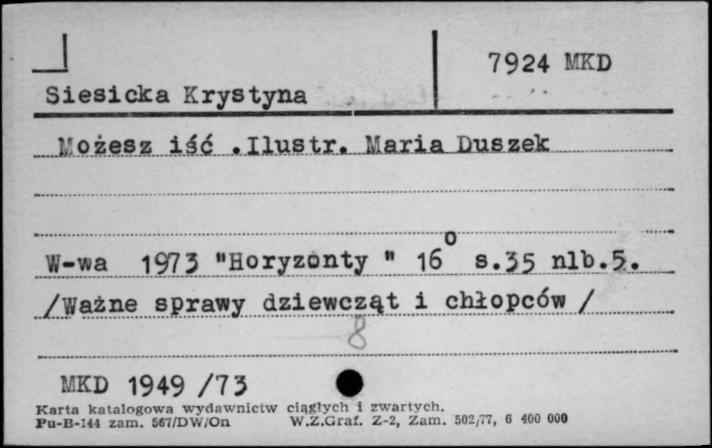 7924 MKD
Siesicka Krystyna
Możesz iść .Ilustr. Maria Duszek
W-wa 1973 "Horyzonty " 16° s.35 nlb.5.
/Ważne sprawy dziewcząt i chłopców /
8
MKD 1949 /73
Karta katalogowa wydawnictw ciągłych i zwartych.
Pu-B-144 zam. 567/DW/On W.Z.Graf. Z-2, Zam. 502/77, 6 400 000